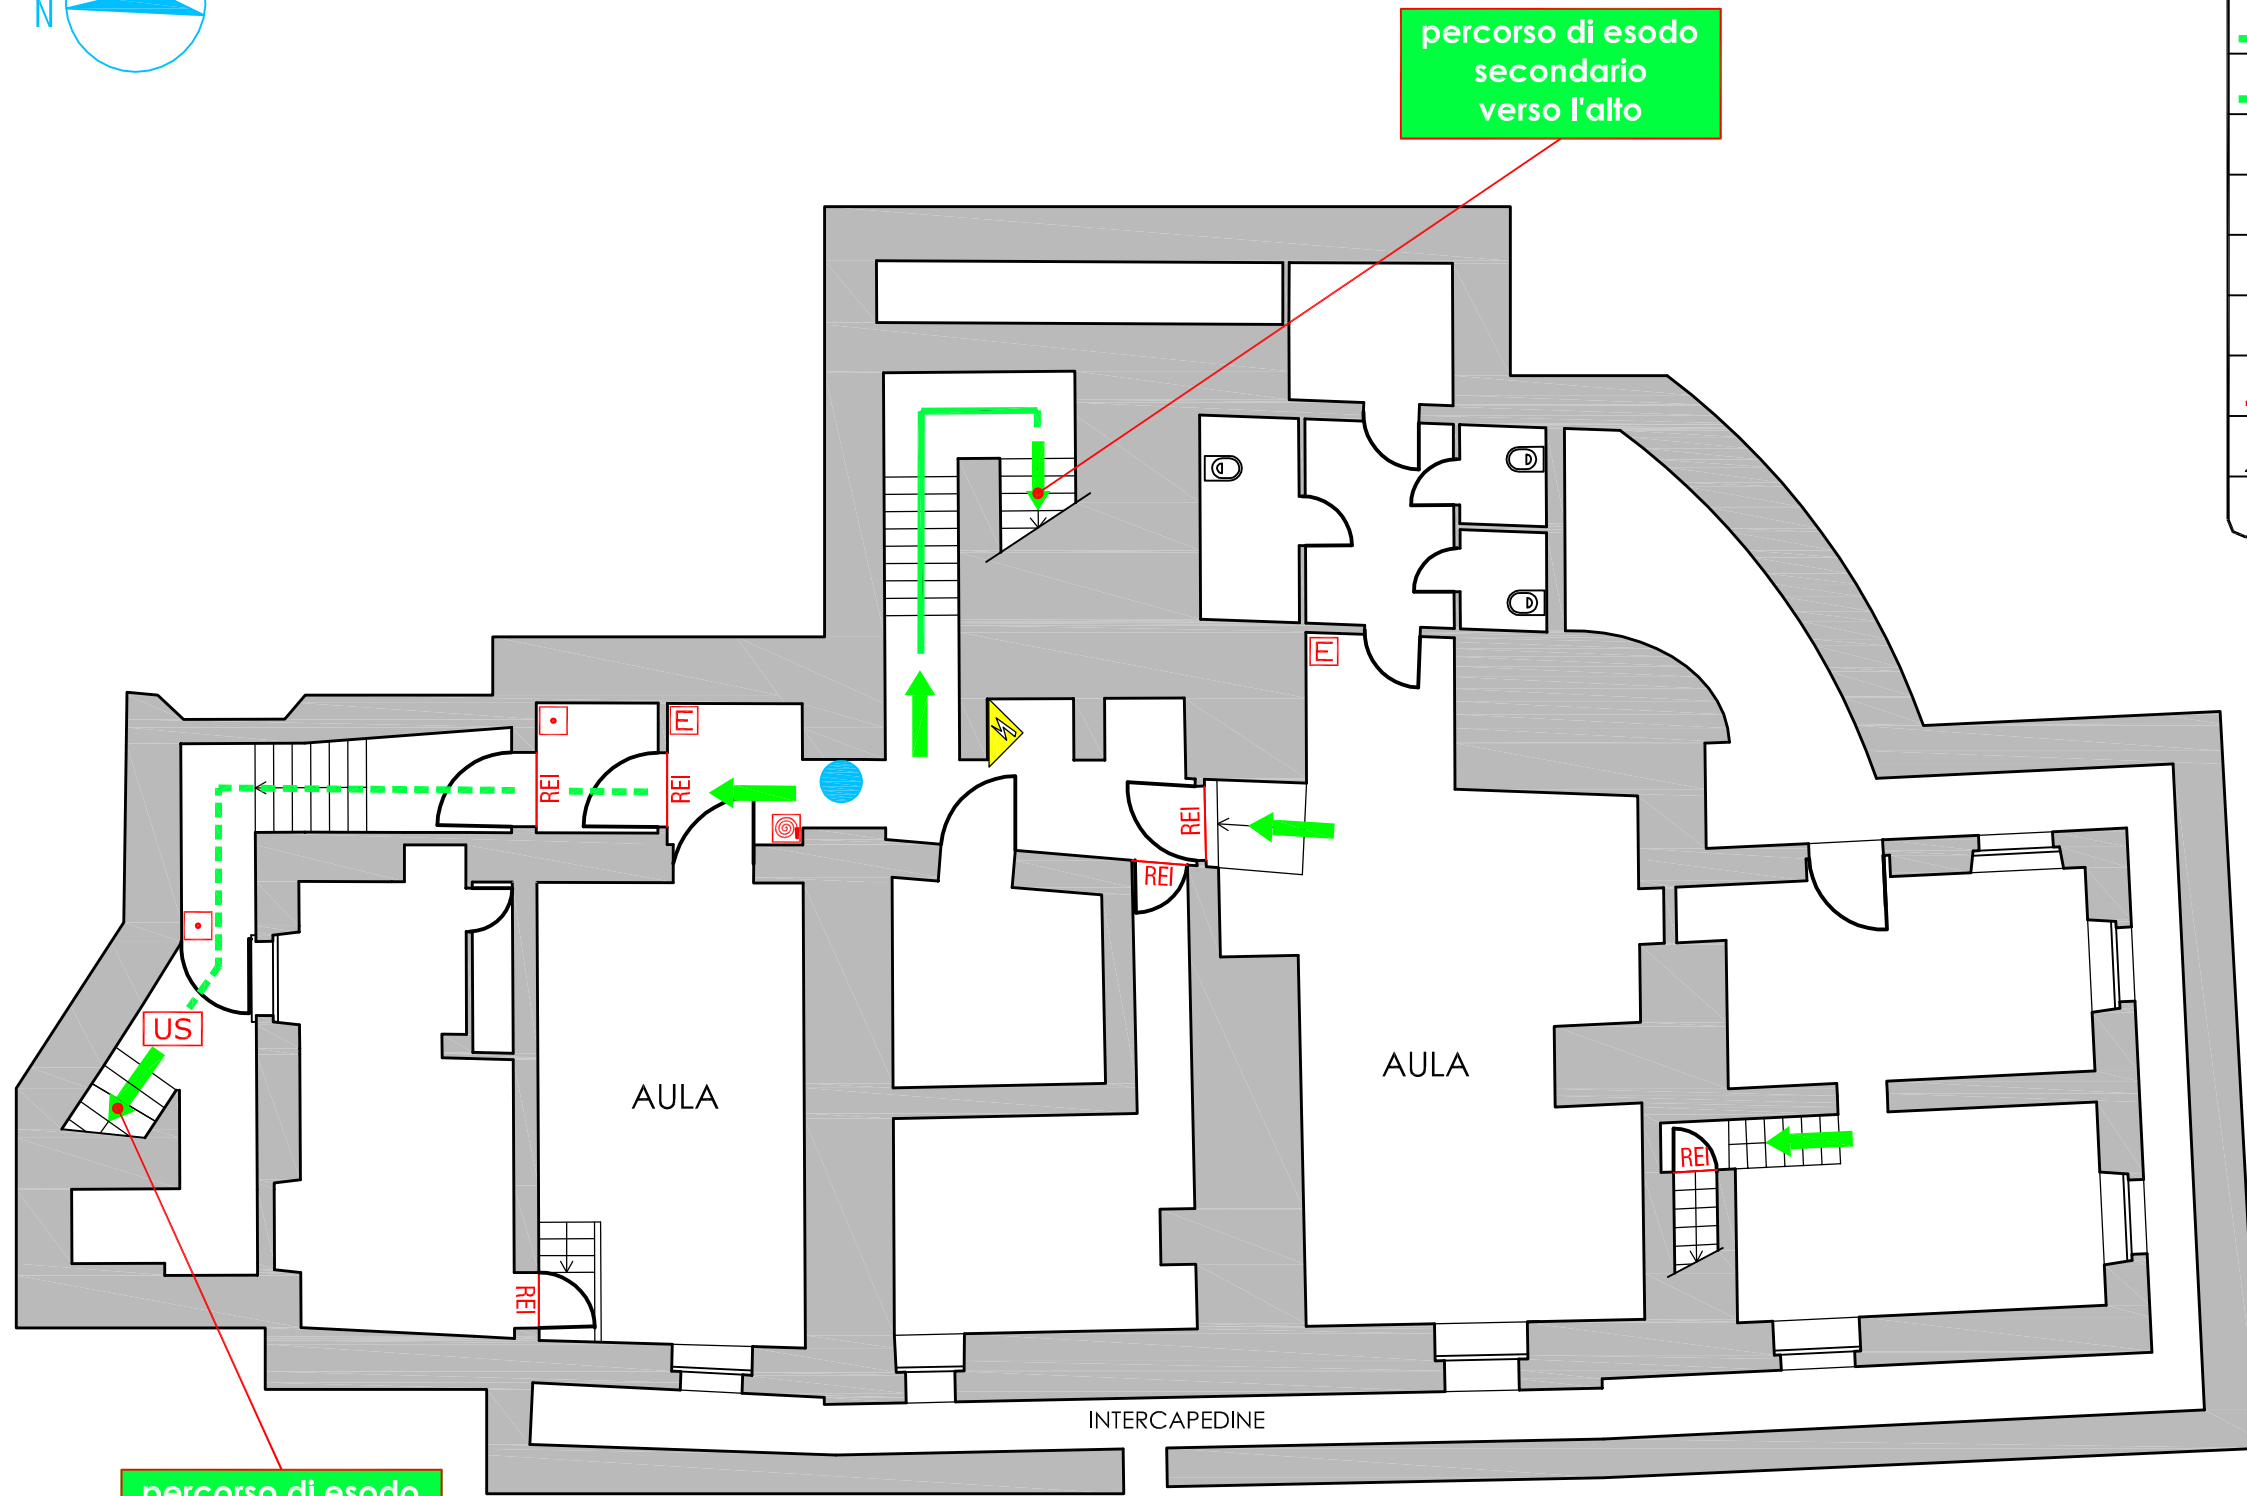 N
percorso di esodo
secondario
verso l'alto
E
E
REI
REI
REI
REI
US
AULA
AULA
REI
REI
INTERCAPEDINE
percorso di esodo